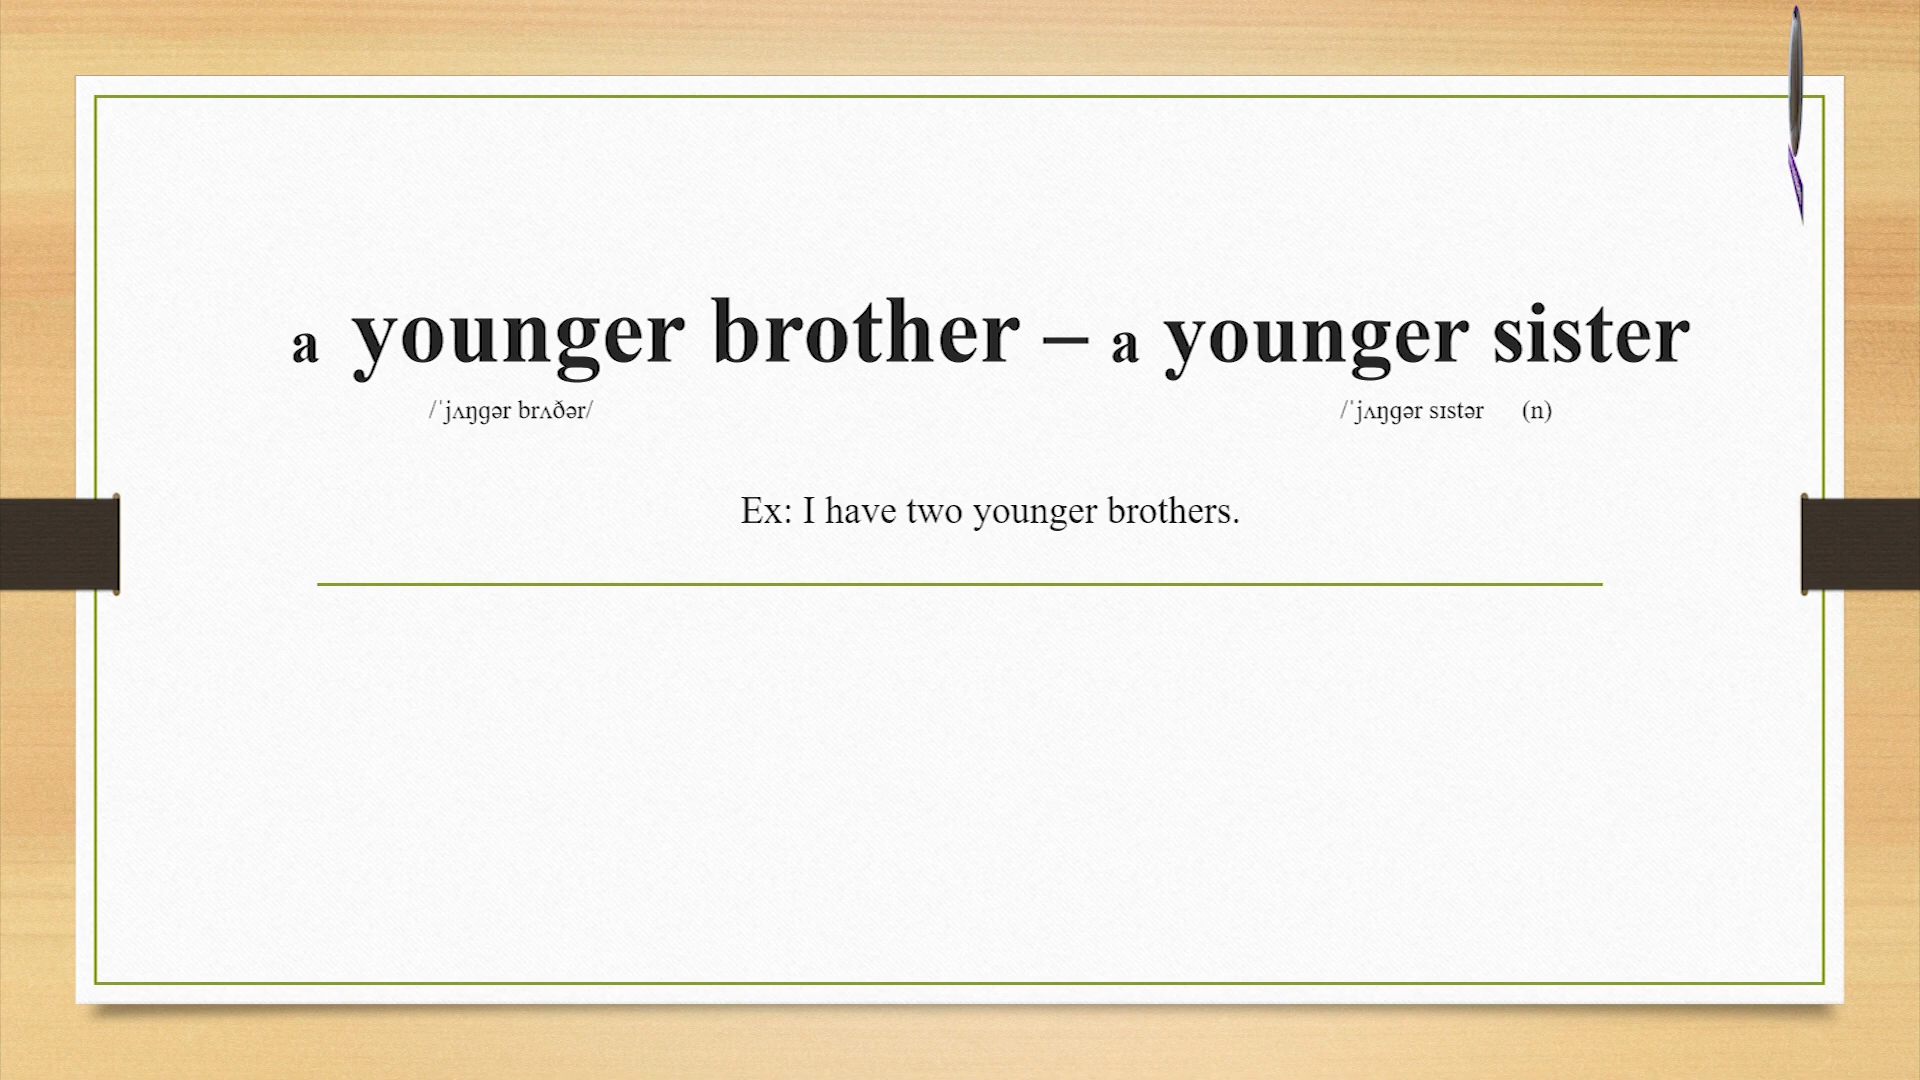 a younger brother – a younger sister
/ˈjʌŋgər brʌðər/ /ˈjʌŋgər sɪstər (n)
Ex: I have two younger brothers.